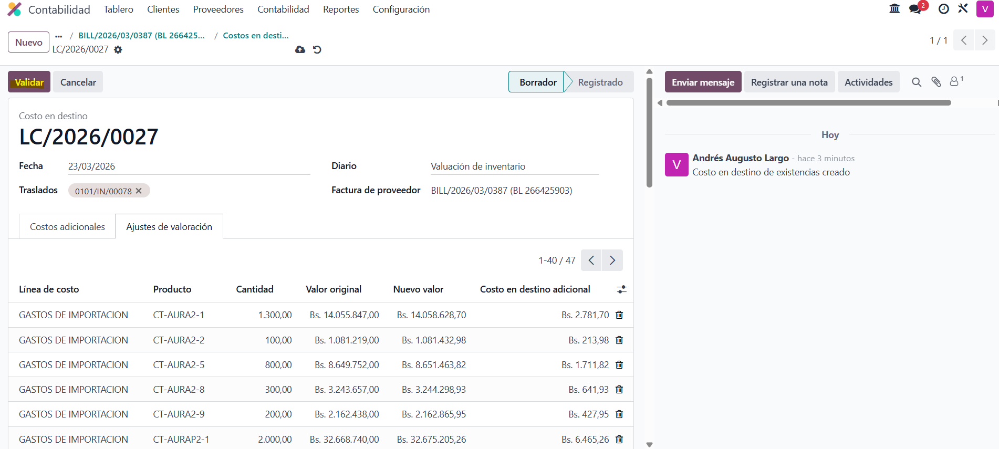 Contabilidad Tablero Clientes Proveedores Contabilidad Reportes Configuración 2 V
Nuevo ... / BILL/2026/03/0387 (BL 266425... / Costos en desti...
LC/2026/0027
1 / 1
Validar Cancelar Borrador Registrado
Enviar mensaje Registrar una nota Actividades 1
Costo en destino
LC/2026/0027
Fecha 23/03/2026 Diario Valuación de inventario
Traslados 0101/IN/00078 Factura de proveedor BILL/2026/03/0387 (BL 266425903)
Hoy
V Andrés Augusto Largo - hace 3 minutos
Costo en destino de existencias creado
Costos adicionales Ajustes de valoración
1-40 / 47
Línea de costo Producto Cantidad Valor original Nuevo valor Costo en destino adicional
GASTOS DE IMPORTACION CT-AURA2-1 1.300,00 Bs. 14.055.847,00 Bs. 14.058.628,70 Bs. 2.781,70
GASTOS DE IMPORTACION CT-AURA2-2 100,00 Bs. 1.081.219,00 Bs. 1.081.432,98 Bs. 213,98
GASTOS DE IMPORTACION CT-AURA2-5 800,00 Bs. 8.649.752,00 Bs. 8.651.463,82 Bs. 1.711,82
GASTOS DE IMPORTACION CT-AURA2-8 300,00 Bs. 3.243.657,00 Bs. 3.244.298,93 Bs. 641,93
GASTOS DE IMPORTACION CT-AURA2-9 200,00 Bs. 2.162.438,00 Bs. 2.162.865,95 Bs. 427,95
GASTOS DE IMPORTACION CT-AURAP2-1 2.000,00 Bs. 32.668.740,00 Bs. 32.675.205,26 Bs. 6.465,26